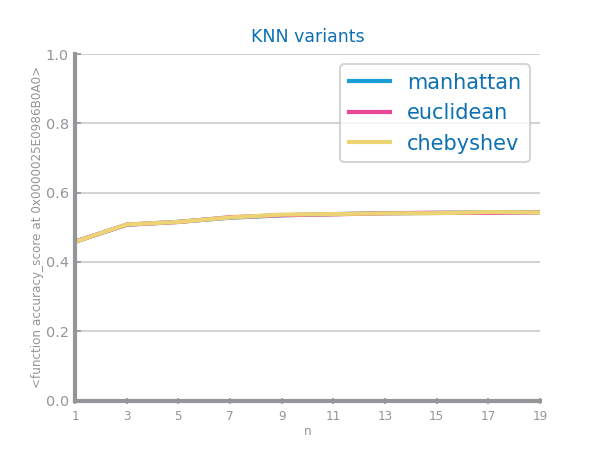 KNN variants
manhattan
euclidean
chebyshev
<function accuracy_score at 0x0000025E0986B0A0>
1.0
0.8
0.6
0.4
0.2
0.0
1 3 5 7 9 11 13 15 17 19
n